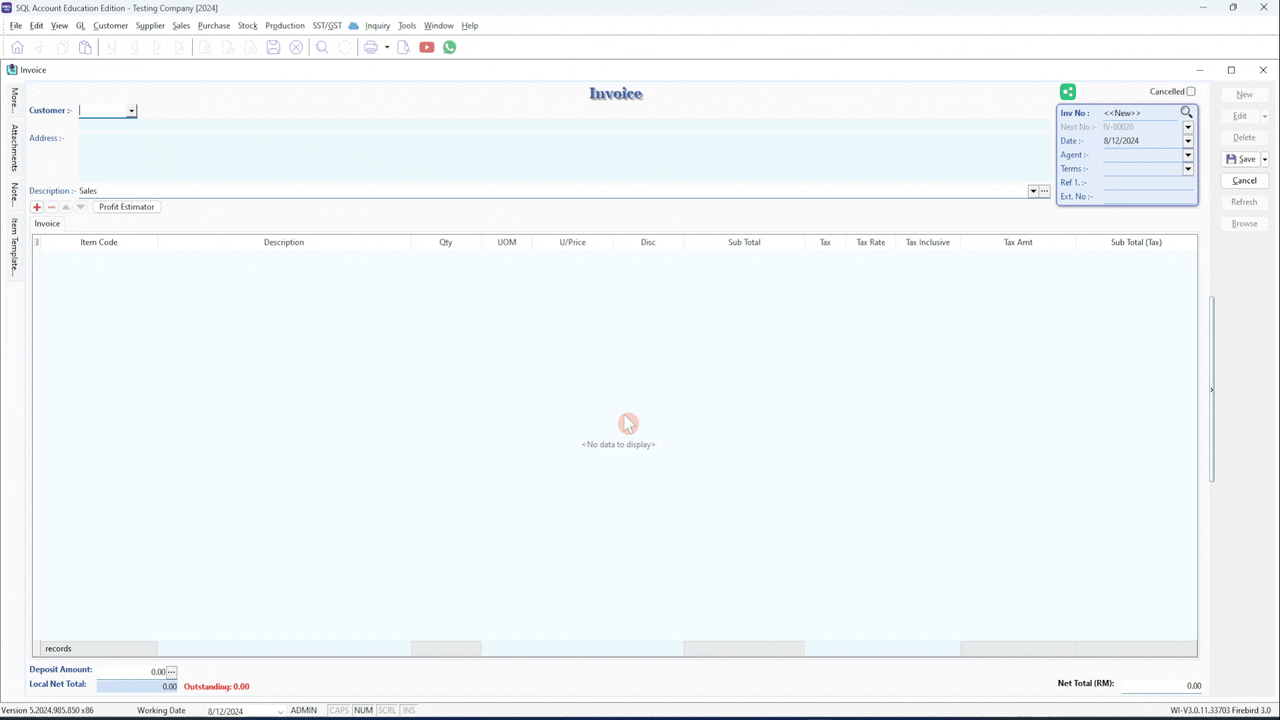 SQL Account Education Edition - Testing Company [2024]
File Edit View GL Customer Supplier Sales Purchase Stock Production SST/GST Inquiry Tools Window Help
Invoice
More...
Attachments
Note...
Item Template...
Invoice
Cancelled
Customer :-
Address :-
Description :- Sales
Inv No : <<New>>
Next No :- IV-00020
Date :- 8/12/2024
Agent :-
Terms :-
Ref 1. :-
Ext. No :-
New
Edit
Delete
Save
Cancel
Refresh
Browse
Profit Estimator
Invoice
Item Code Description Qty UOM U/Price Disc Sub Total Tax Tax Rate Tax Inclusive Tax Amt Sub Total (Tax)
<No data to display>
records
Deposit Amount: 0.00
Local Net Total: 0.00 Outstanding: 0.00
Net Total (RM): 0.00
Version 5.2024.985.850 x86 Working Date 8/12/2024 ADMIN CAPS NUM SCRL INS WI-V3.0.11.33703 Firebird 3.0